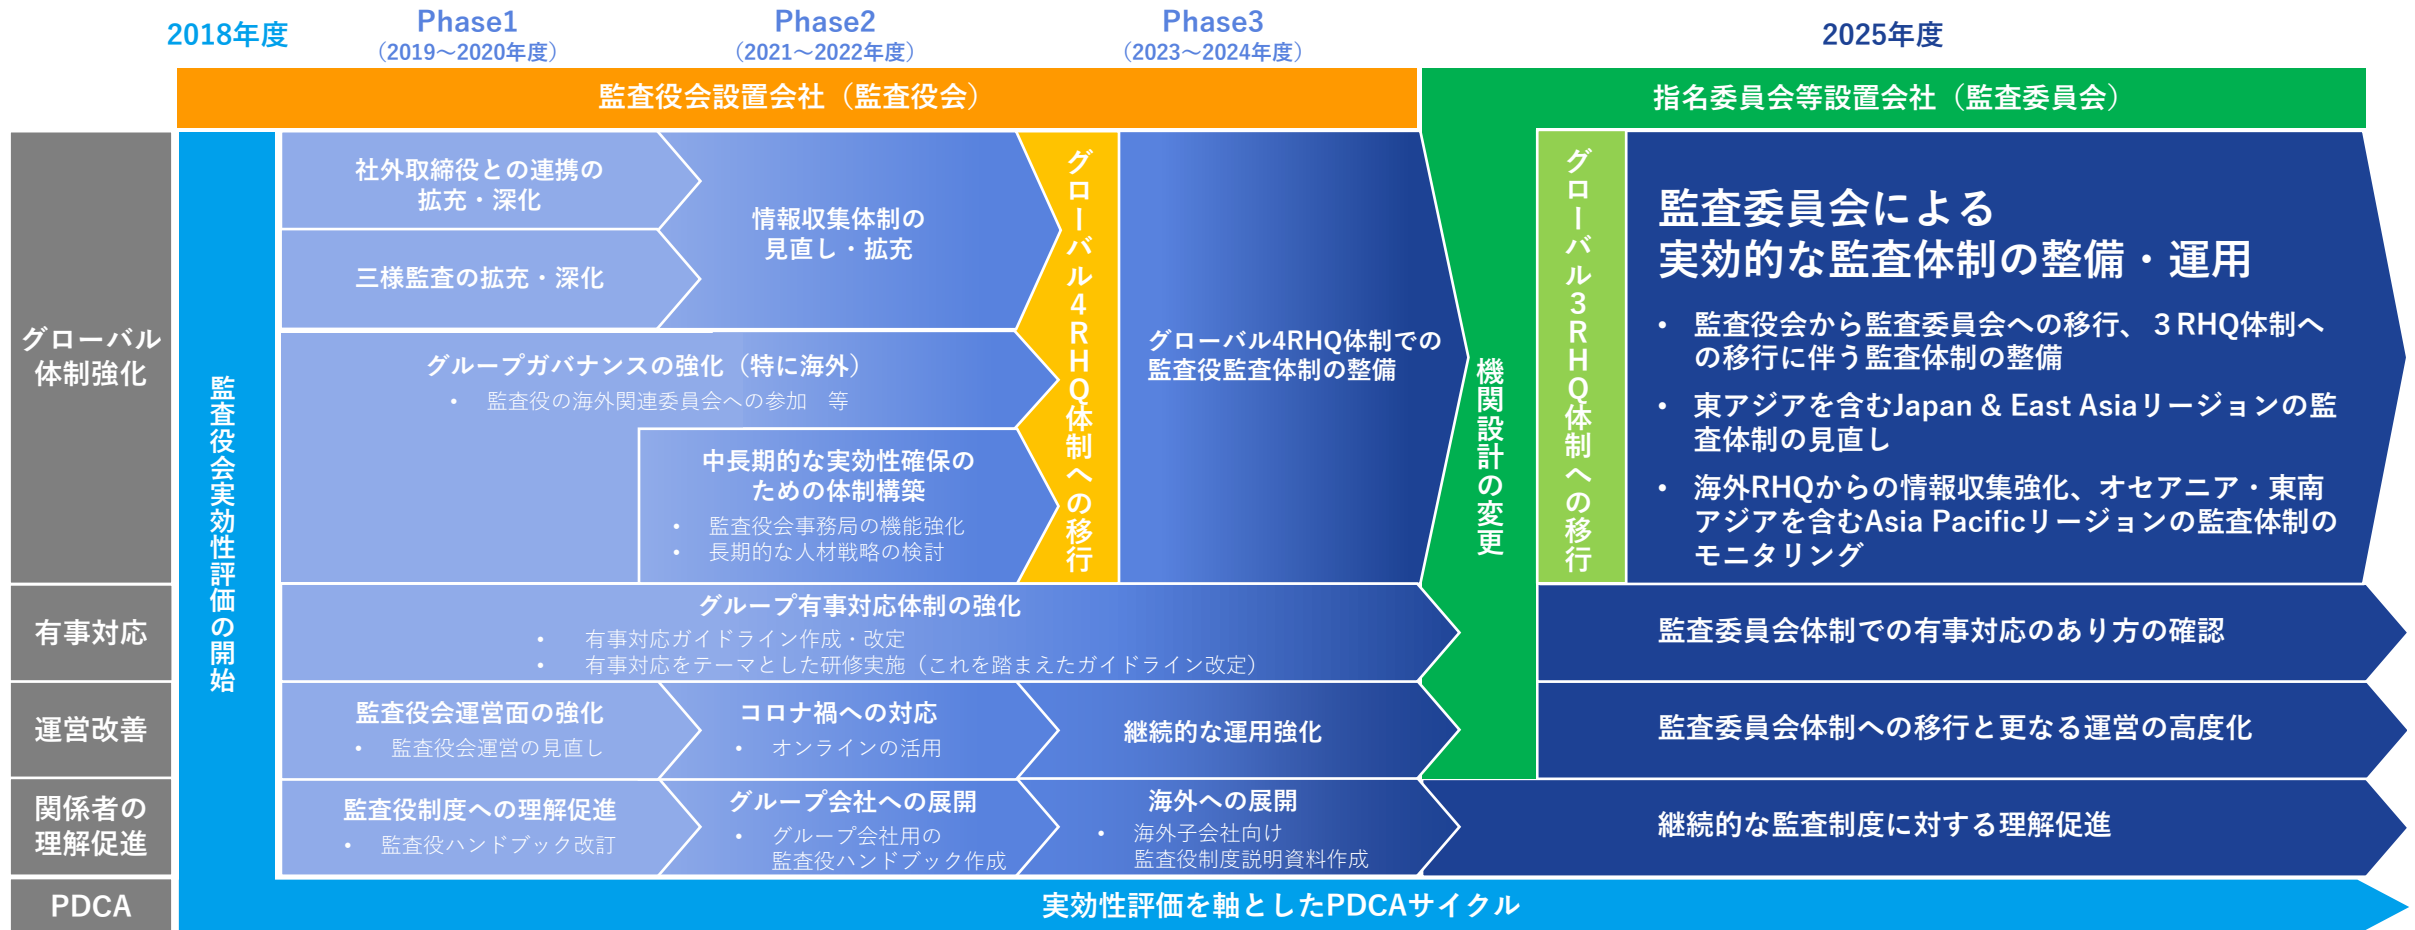 2018年度
Phase1
（2019～2020年度）
Phase2
（2021～2022年度）
Phase3
（2023～2024年度）
2025年度
監査役会設置会社（監査役会）
指名委員会等設置会社（監査委員会）
グローバル
体制強化
監査役会実効性評価の開始
社外取締役との連携の
拡充・深化
三様監査の拡充・深化
情報収集体制の
見直し・拡充
グループガバナンスの強化（特に海外）
• 監査役の海外関連委員会への参加　等
中長期的な実効性確保の
ための体制構築
• 監査役会事務局の機能強化
• 長期的な人材戦略の検討
グローバル4RHQ体制への移行
グローバル4RHQ体制での
監査役監査体制の整備
機関設計の変更
グローバル3RHQ体制への移行
監査委員会による
実効的な監査体制の整備・運用
• 監査役会から監査委員会への移行、３RHQ体制へ
の移行に伴う監査体制の整備
• 東アジアを含むJapan & East Asiaリージョンの監
査体制の見直し
• 海外RHQからの情報収集強化、オセアニア・東南
アジアを含むAsia Pacificリージョンの監査体制の
モニタリング
有事対応
グループ有事対応体制の強化
• 有事対応ガイドライン作成・改定
• 有事対応をテーマとした研修実施（これを踏まえたガイドライン改定）
監査委員会体制での有事対応のあり方の確認
運営改善
監査役会運営面の強化
• 監査役会運営の見直し
コロナ禍への対応
• オンラインの活用
継続的な運用強化
監査委員会体制への移行と更なる運営の高度化
関係者の
理解促進
監査役制度への理解促進
• 監査役ハンドブック改訂
グループ会社への展開
• グループ会社用の
監査役ハンドブック作成
海外への展開
• 海外子会社向け
監査役制度説明資料作成
継続的な監査制度に対する理解促進
PDCA
実効性評価を軸としたPDCAサイクル